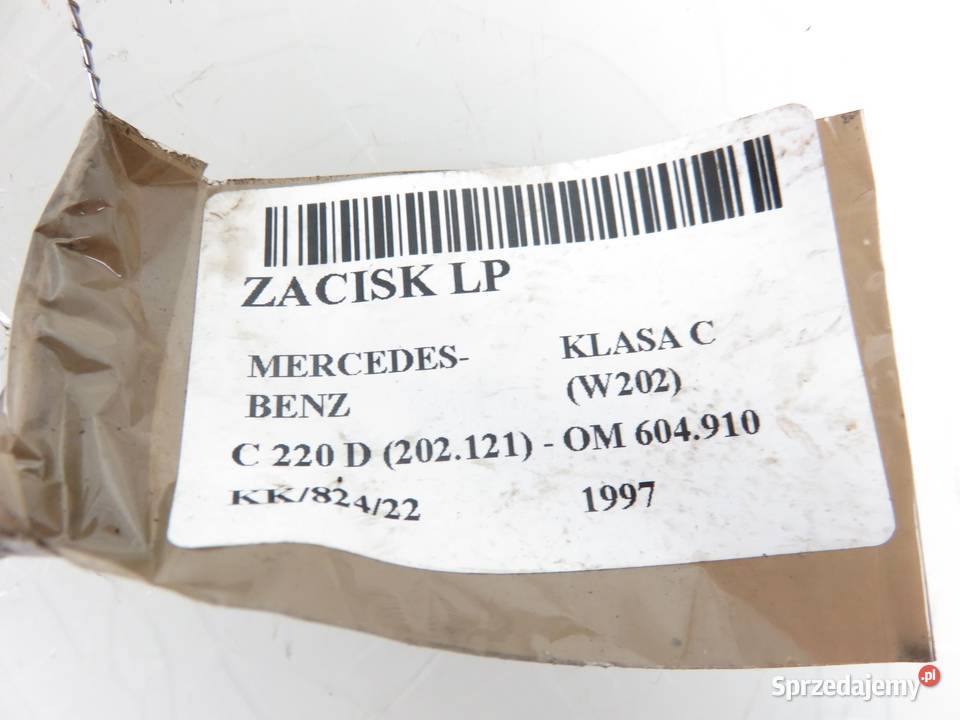 ZACISK LP
MERCEDES-
BENZ
KLASA C
(W202)
C 220 D (202.121) - OM 604.910
KK/824/22
1997
Sprzedajemy.pl